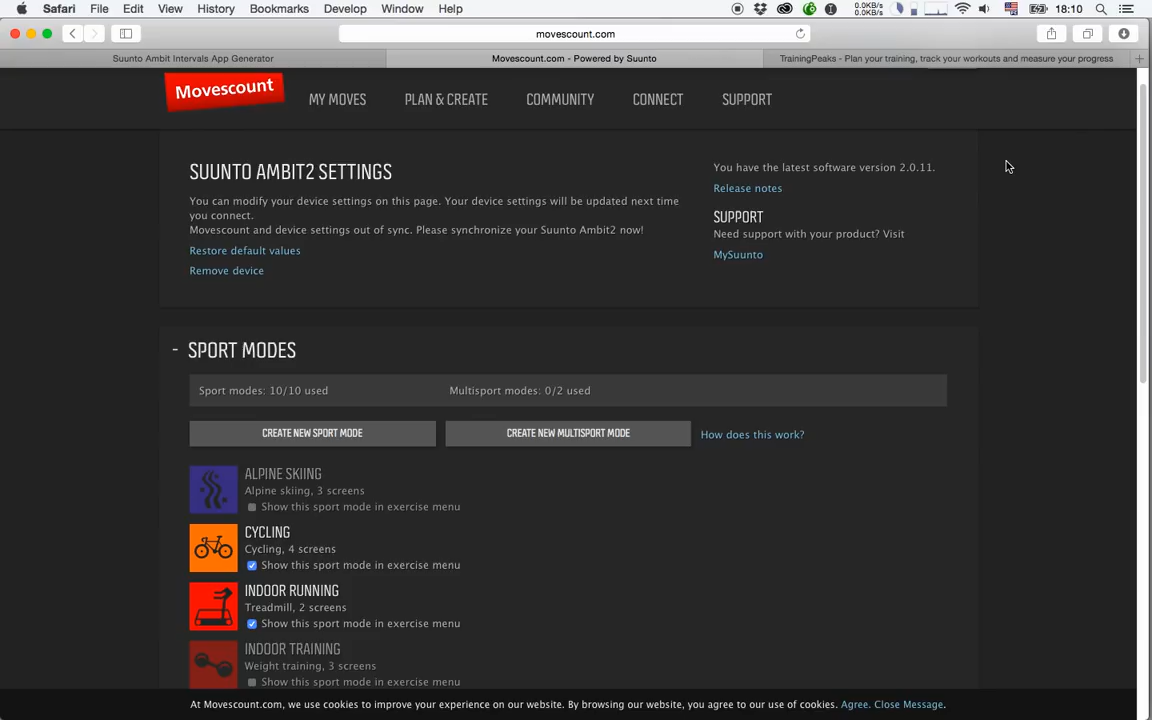 Safari File Edit View History Bookmarks Develop Window Help
0.0KB/s
0.0KB/s
18:10
movescount.com
Suunto Ambit Intervals App Generator
Movescount.com - Powered by Suunto
TrainingPeaks - Plan your training, track your workouts and measure your progress
Movescount
MY MOVES PLAN & CREATE COMMUNITY CONNECT SUPPORT
SUUNTO AMBIT2 SETTINGS
You can modify your device settings on this page. Your device settings will be updated next time
you connect.
Movescount and device settings out of sync. Please synchronize your Suunto Ambit2 now!
Restore default values
Remove device
You have the latest software version 2.0.11.
Release notes
SUPPORT
Need support with your product? Visit
MySuunto
- SPORT MODES
Sport modes: 10/10 used
Multisport modes: 0/2 used
CREATE NEW SPORT MODE
CREATE NEW MULTISPORT MODE
How does this work?
ALPINE SKIING
Alpine skiing, 3 screens
Show this sport mode in exercise menu
CYCLING
Cycling, 4 screens
Show this sport mode in exercise menu
INDOOR RUNNING
Treadmill, 2 screens
Show this sport mode in exercise menu
INDOOR TRAINING
Weight training, 3 screens
Show this sport mode in exercise menu
At Movescount.com, we use cookies to improve your experience on our website. By browsing our website, you agree to our use of cookies. Agree. Close Message.